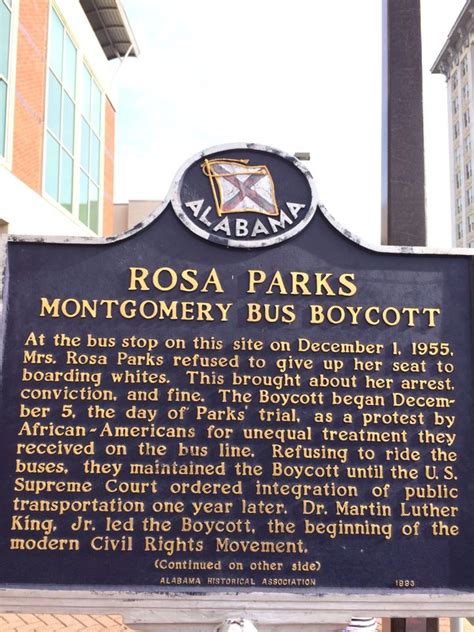 ALABAMA
ROSA PARKS
MONTGOMERY BUS BOYCOTT
At the bus stop on this site on December 1, 1955,
Mrs. Rosa Parks refused to give up her seat to
boarding whites. This brought about her arrest,
conviction, and fine. The Boycott began Decem-
ber 5, the day of Parks' trial, as a protest by
African-Americans for unequal treatment they
received on the bus line. Refusing to ride the
buses, they maintained the Boycott until the U.S.
Supreme Court ordered integration of public
transportation one year later. Dr. Martin Luther
King, Jr. led the Boycott, the beginning of the
modern Civil Rights Movement.
(Continued on other side)
ALABAMA HISTORICAL ASSOCIATION 1993